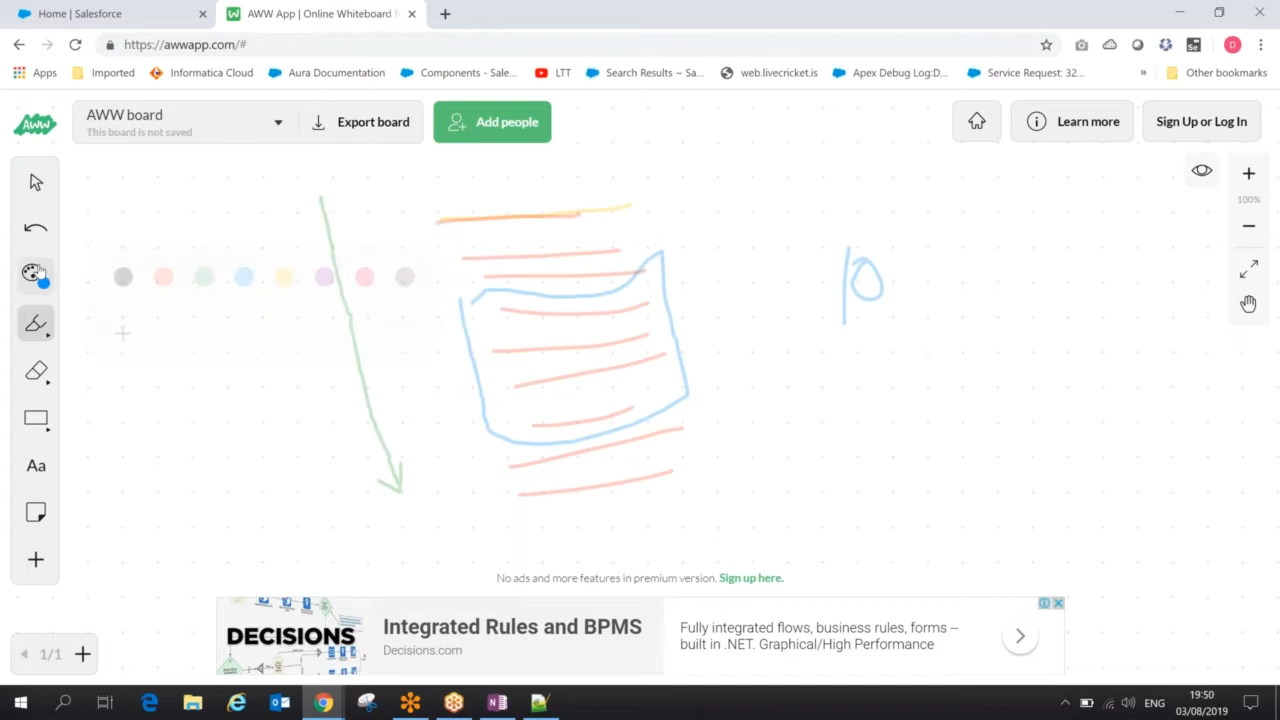 Home | Salesforce
AWW App | Online Whiteboard f
https://awwapp.com/#
Apps
Imported
Informatica Cloud
Aura Documentation
Components - Sale...
LTT
Search Results ~ Sa...
web.livecricket.is
Apex Debug Log:D...
Service Request: 32...
»
Other bookmarks
AWW
AWW board
This board is not saved
Export board
Add people
Learn more
Sign Up or Log In
100%
10
Aa
No ads and more features in premium version. Sign up here.
DECISIONS
Integrated Rules and BPMS
Decisions.com
Fully integrated flows, business rules, forms --
built in .NET. Graphical/High Performance
1/1
ENG
19:50
03/08/2019